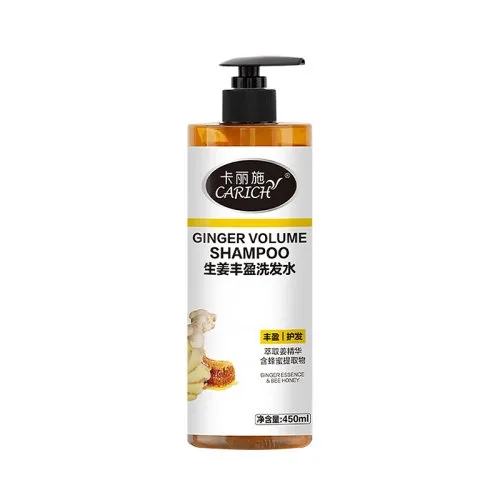 卡丽施
CARICH
®
GINGER VOLUME
SHAMPOO
生姜丰盈洗发水
丰盈|护发
萃取姜精华
含蜂蜜提取物
GINGER ESSENCE
& BEE HONEY
净含量:450ml